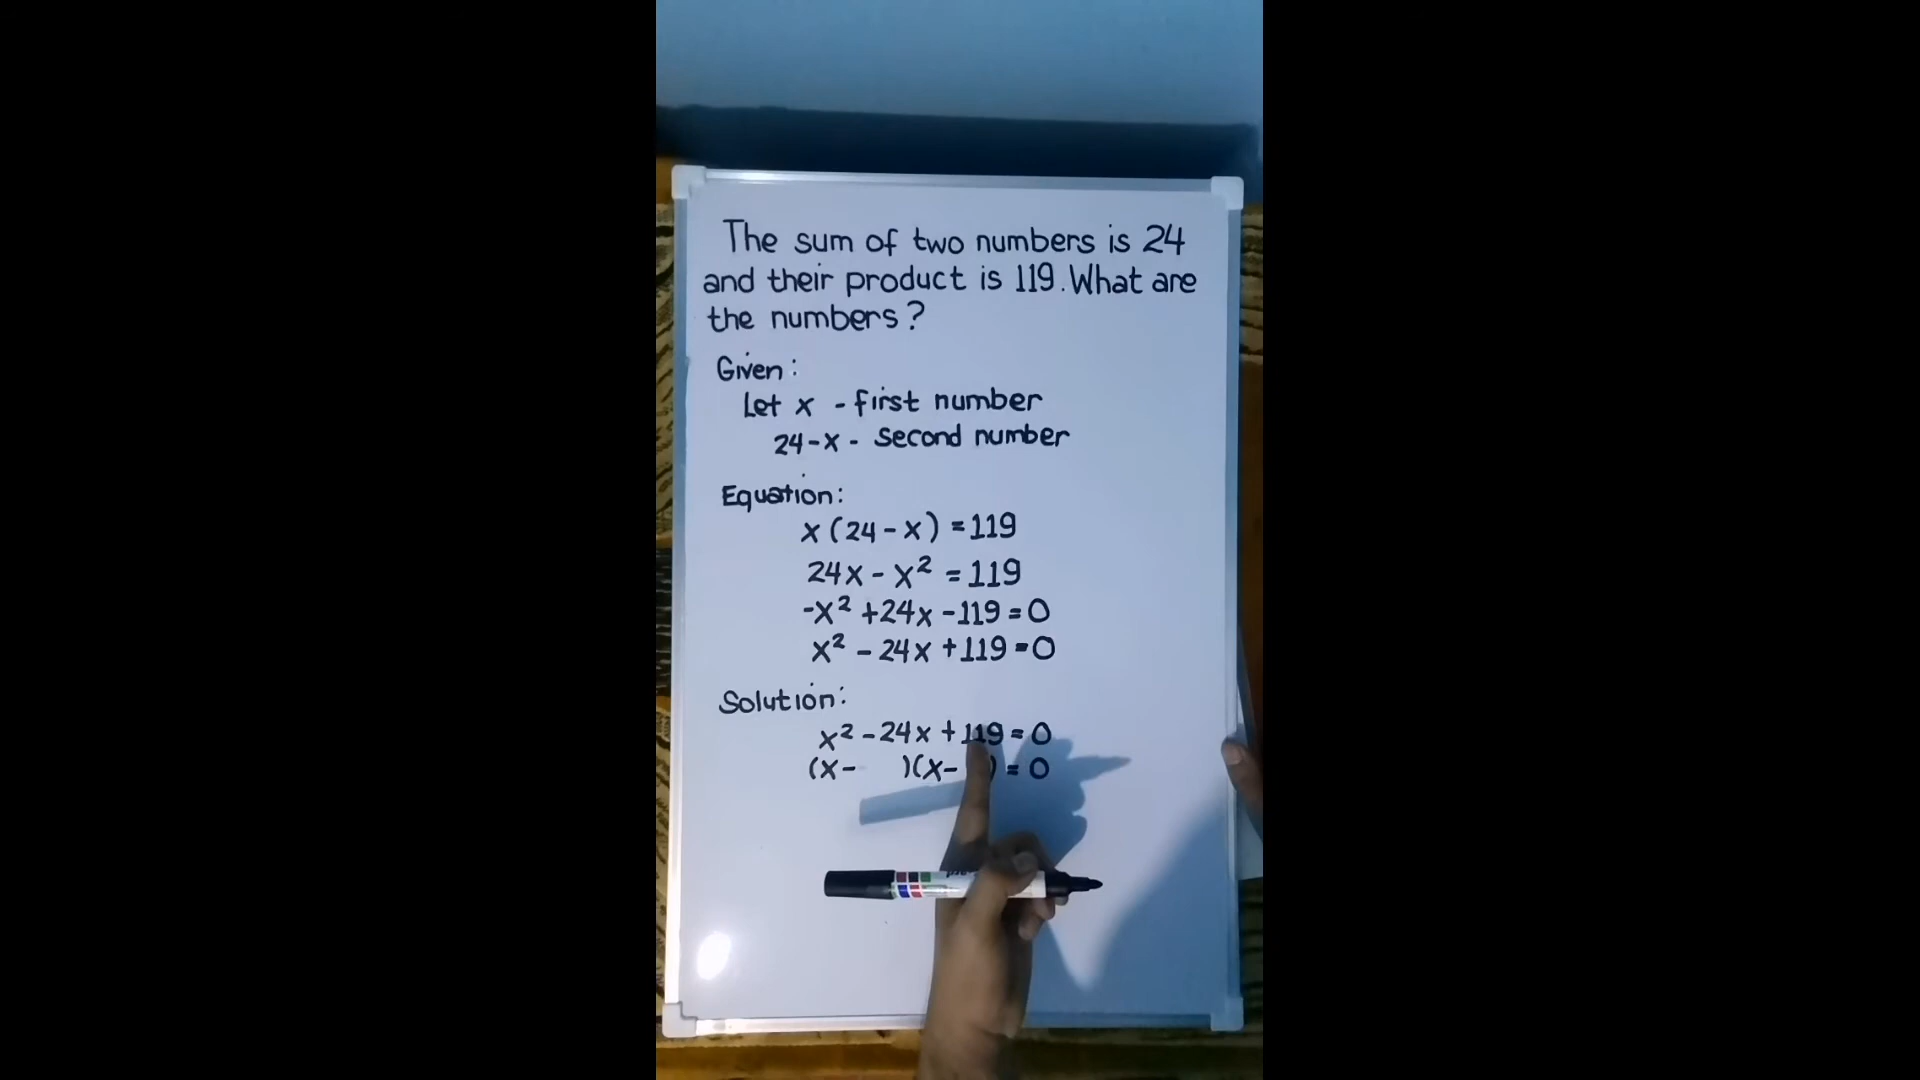 The sum of two numbers is 24
and their product is 119. What are
the numbers?
Given:
Let x - first number
24-x - second number
Equation:
x(24-x) = 119
24x - x² = 119
-x² + 24x - 119 = 0
x² - 24x + 119 = 0
Solution:
x² - 24x + 119 = 0
(x-    )(x-    ) = 0